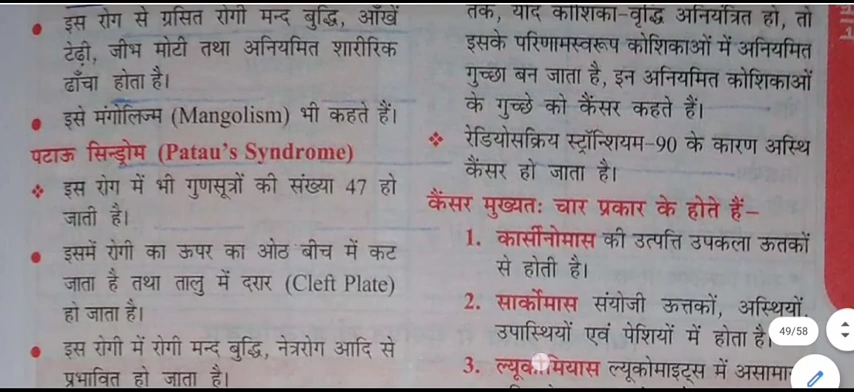 इस रोग से ग्रसित रोगी मन्द बुद्धि, आँखें
टेढ़ी, जीभ मोटी तथा अनियमित शारीरिक
ढाँचा होता है।
इसे मंगोलिज्म (Mangolism) भी कहते हैं।
पटाऊ सिन्ड्रोम (Patau's Syndrome)
इस रोग में भी गुणसूत्रों की संख्या 47 हो
जाती है।
इसमें रोगी का ऊपर का ओठ बीच में कट
जाता है तथा तालु में दरार (Cleft Plate)
हो जाता है।
इस रोगी में रोगी मन्द बुद्धि, नेत्ररोग आदि से
प्रभावित हो जाता है।
तक, यदि कोशिका-वृद्धि अनियंत्रित हो, तो
इसके परिणामस्वरूप कोशिकाओं में अनियमित
गुच्छा बन जाता है, इन अनियमित कोशिकाओं
के गुच्छे को कैंसर कहते हैं।
रेडियोसक्रिय स्ट्रॉन्शियम-90 के कारण अस्थि
कैंसर हो जाता है।
कैंसर मुख्यतः चार प्रकार के होते हैं–
1. कार्सीनोमास की उत्पत्ति उपकला ऊतकों
से होती है।
2. सार्कोमास संयोजी ऊत्तकों, अस्थियों,
उपास्थियों एवं पेशियों में होता है
49/58
3. ल्यूकीमियास ल्यूकोमाइट्स में असामा